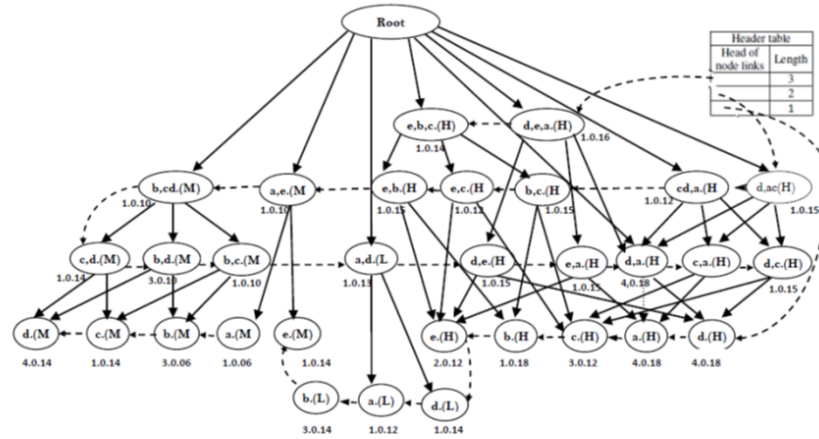 Root
Header table
Head of node links
Length
3
2
1
e,b,c.(H)
1.0.14
d,e,a.(H)
1.0.16
b,cd.(M)
1.0.10
a,e.(M
1.0.10
e,b.(H
1.0.15
e,c.(H
1.0.12
b,c.(H
1.0.15
cd,a.(H
1.0.12
d,ac(H)
1.0.15
c,d.(M)
1.0.14
b,d.(M
3.0.10
b,c.(M
1.0.10
a,d.(L
1.0.13
d,e.(H
1.0.15
e,a.(H
1.0.15
d,a.(H
4,0.18
c,a.(H)
d,c.(H)
1.0.15
d.(M
4.0.14
c.(M
1.0.14
b.(M
3.0.06
a.(M
1.0.06
e.(M)
1.0.14
e.(H)
2.0.12
b.(H
1.0.18
c.(H)
3.0.12
a.(H)
4.0.18
d.(H)
4.0.18
b.(L)
3.0.14
a.(L
1.0.12
d.(L)
1.0.14